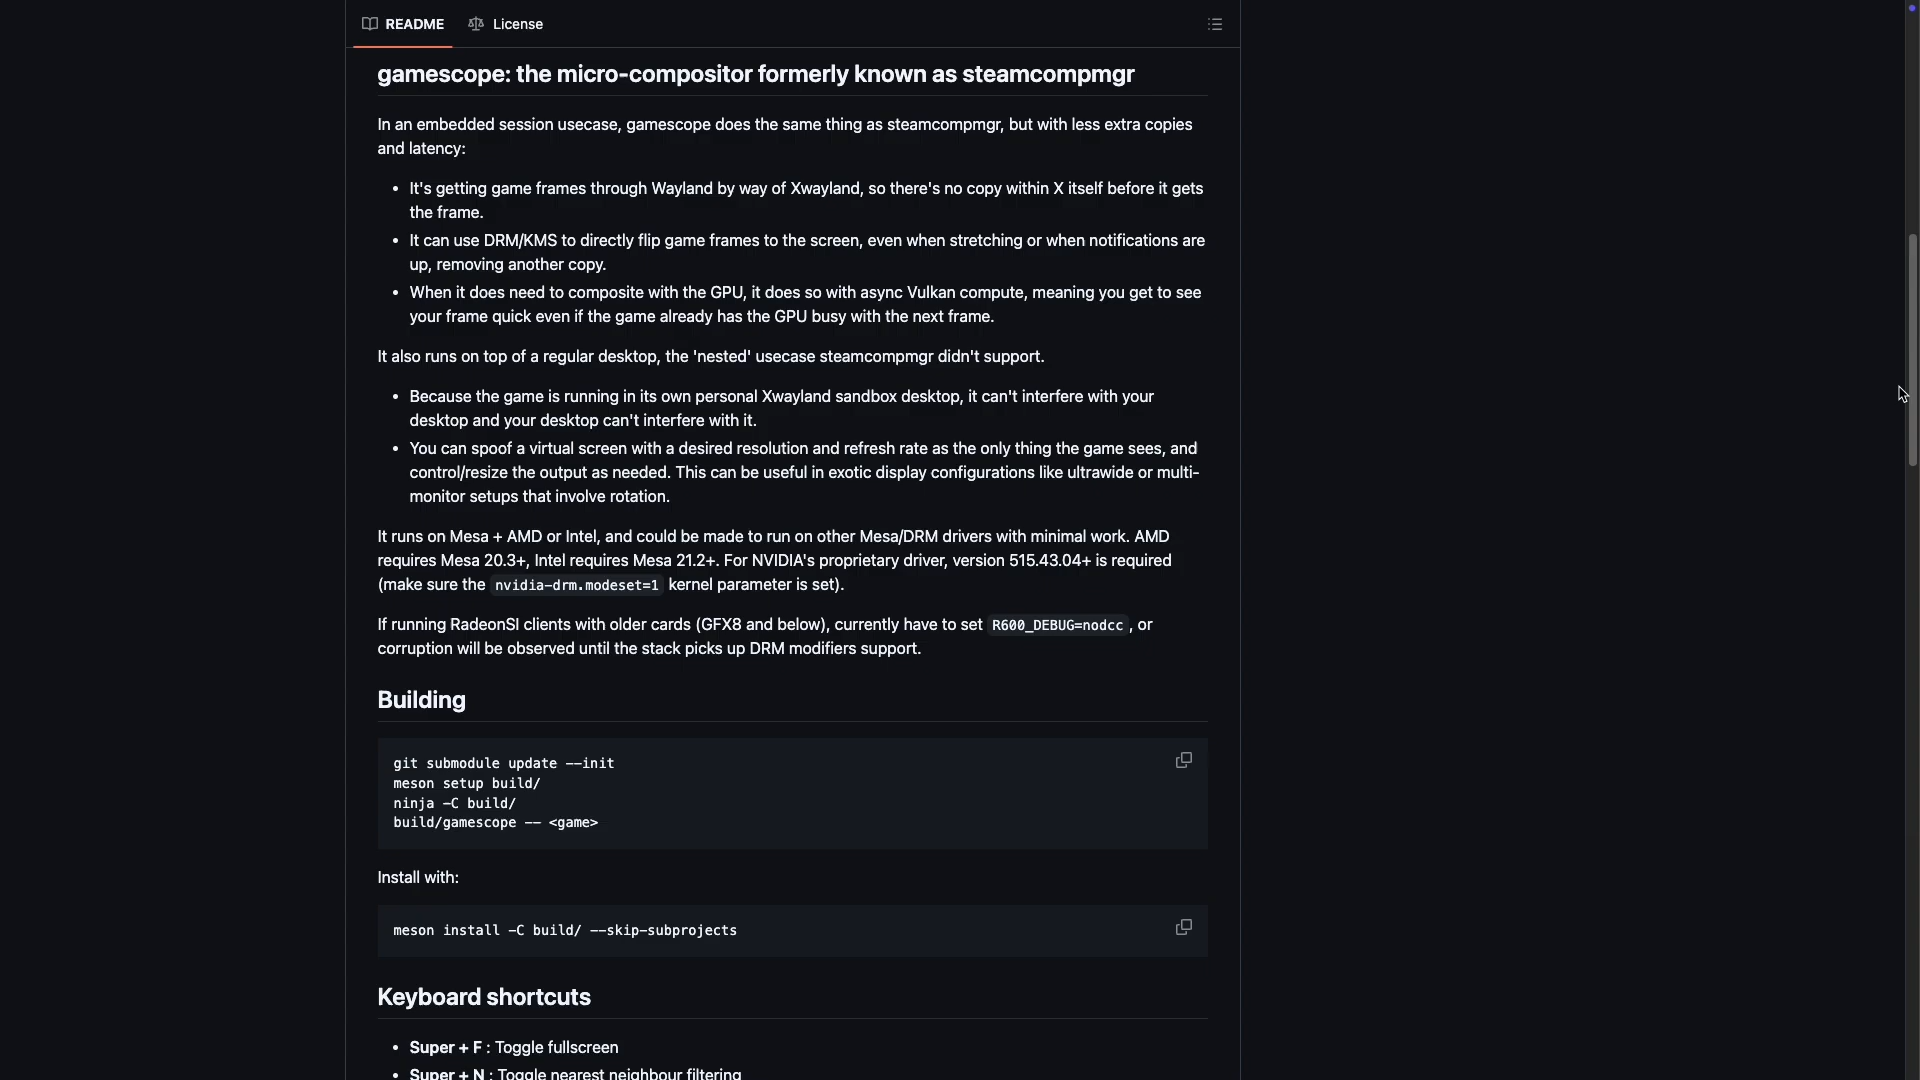 README
License
gamescope: the micro-compositor formerly known as steamcompmgr
In an embedded session usecase, gamescope does the same thing as steamcompmgr, but with less extra copies
and latency:
• It's getting game frames through Wayland by way of Xwayland, so there's no copy within X itself before it gets
the frame.
• It can use DRM/KMS to directly flip game frames to the screen, even when stretching or when notifications are
up, removing another copy.
• When it does need to composite with the GPU, it does so with async Vulkan compute, meaning you get to see
your frame quick even if the game already has the GPU busy with the next frame.
It also runs on top of a regular desktop, the 'nested' usecase steamcompmgr didn't support.
• Because the game is running in its own personal Xwayland sandbox desktop, it can't interfere with your
desktop and your desktop can't interfere with it.
• You can spoof a virtual screen with a desired resolution and refresh rate as the only thing the game sees, and
control/resize the output as needed. This can be useful in exotic display configurations like ultrawide or multi-
monitor setups that involve rotation.
It runs on Mesa + AMD or Intel, and could be made to run on other Mesa/DRM drivers with minimal work. AMD
requires Mesa 20.3+, Intel requires Mesa 21.2+. For NVIDIA's proprietary driver, version 515.43.04+ is required
(make sure the nvidia-drm.modeset=1 kernel parameter is set).
If running RadeonSI clients with older cards (GFX8 and below), currently have to set R600_DEBUG=nodcc, or
corruption will be observed until the stack picks up DRM modifiers support.
Building
git submodule update --init
meson setup build/
ninja -C build/
build/gamescope -- <game>
Install with:
meson install -C build/ --skip-subprojects
Keyboard shortcuts
• Super + F : Toggle fullscreen
• Super + N : Toggle nearest neighbour filtering